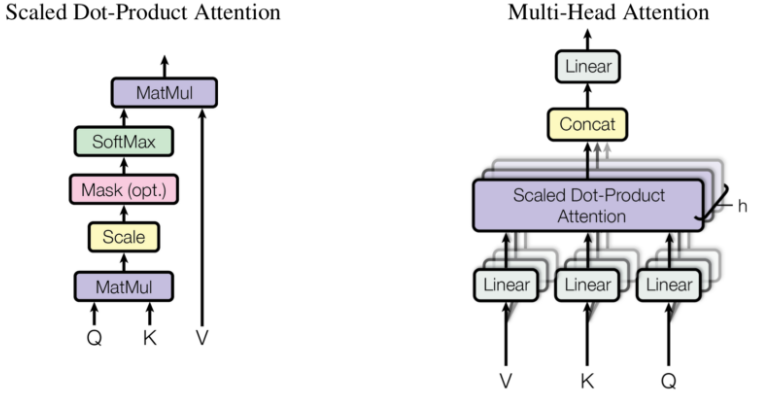 Scaled Dot-Product Attention
MatMul
SoftMax
Mask (opt.)
Scale
MatMul
Q K V
Multi-Head Attention
Linear
Concat
Scaled Dot-Product
Attention
h
Linear Linear Linear
V K Q